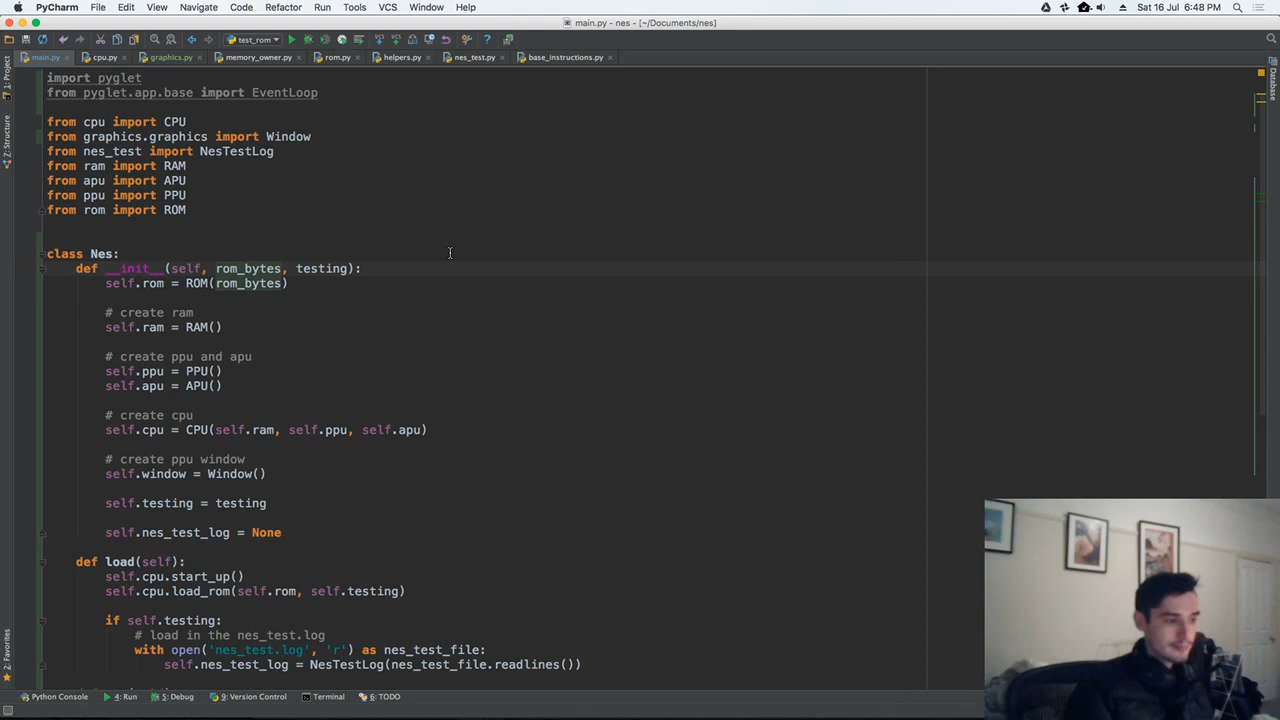 PyCharm File Edit View Navigate Code Refactor Run Tools VCS Window Help Sat 16 Jul 6:48 PM
main.py - nes - [~/Documents/nes]
test_rom
main.py cpu.py graphics.py memory_owner.py rom.py helpers.py nes_test.py base_instructions.py
1: Project
Z: Structure
2: Favorites
Database
import pyglet
from pyglet.app.base import EventLoop
from cpu import CPU
from graphics.graphics import Window
from nes_test import NesTestLog
from ram import RAM
from apu import APU
from ppu import PPU
from rom import ROM
class Nes:
def __init__(self, rom_bytes, testing):
self.rom = ROM(rom_bytes)
# create ram
self.ram = RAM()
# create ppu and apu
self.ppu = PPU()
self.apu = APU()
# create cpu
self.cpu = CPU(self.ram, self.ppu, self.apu)
# create ppu window
self.window = Window()
self.testing = testing
self.nes_test_log = None
def load(self):
self.cpu.start_up()
self.cpu.load_rom(self.rom, self.testing)
if self.testing:
# load in the nes_test.log
with open('nes_test.log', 'r') as nes_test_file:
self.nes_test_log = NesTestLog(nes_test_file.readlines())
Python Console 4: Run 5: Debug 9: Version Control Terminal 6: TODO